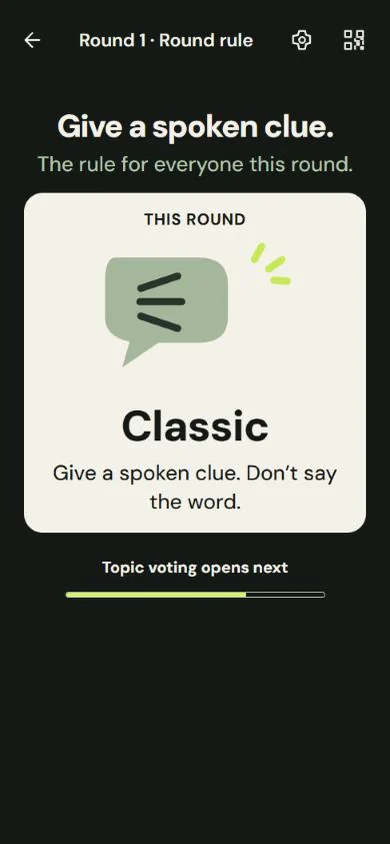 Round 1 · Round rule
Give a spoken clue.
The rule for everyone this round.
THIS ROUND
Classic
Give a spoken clue. Don’t say
the word.
Topic voting opens next